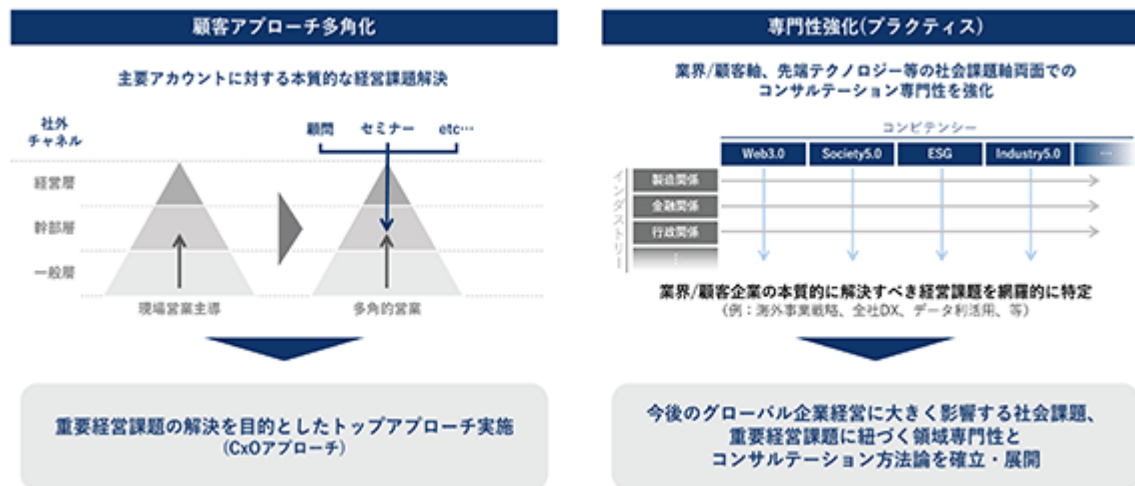 顧客アプローチ多角化
主要アカウントに対する本質的な経営課題解決
社外
チャネル
顧問
セミナー
etc…
経営層
幹部層
一般層
現場営業主導
多角的営業
重要経営課題の解決を目的としたトップアプローチ実施
(CxOアプローチ)
専門性強化(プラクティス)
業界/顧客軸、先端テクノロジー等の社会課題軸両面での
コンサルテーション専門性を強化
コンピテンシー
Web3.0
Society5.0
ESG
Industry5.0
…
インダストリー
製造関係
金融関係
行政関係
…
業界/顧客企業の本質的に解決すべき経営課題を網羅的に特定
(例：海外事業戦略、全社DX、データ利活用、等)
今後のグローバル企業経営に大きく影響する社会課題、
重要経営課題に紐づく領域専門性と
コンサルテーション方法論を確立・展開